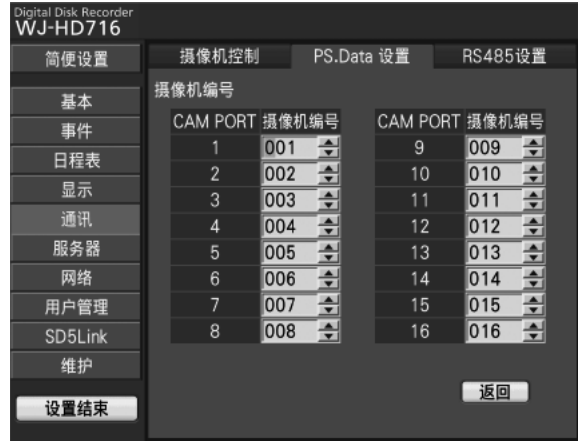 Digital Disk Recorder
WJ-HD716
简便设置
基本
事件
日程表
显示
通讯
服务器
网络
用户管理
SD5Link
维护
设置结束
摄像机控制 PS.Data 设置 RS485设置
摄像机编号
CAM PORT 摄像机编号 CAM PORT 摄像机编号
1 001 9 009
2 002 10 010
3 003 11 011
4 004 12 012
5 005 13 013
6 006 14 014
7 007 15 015
8 008 16 016
返回